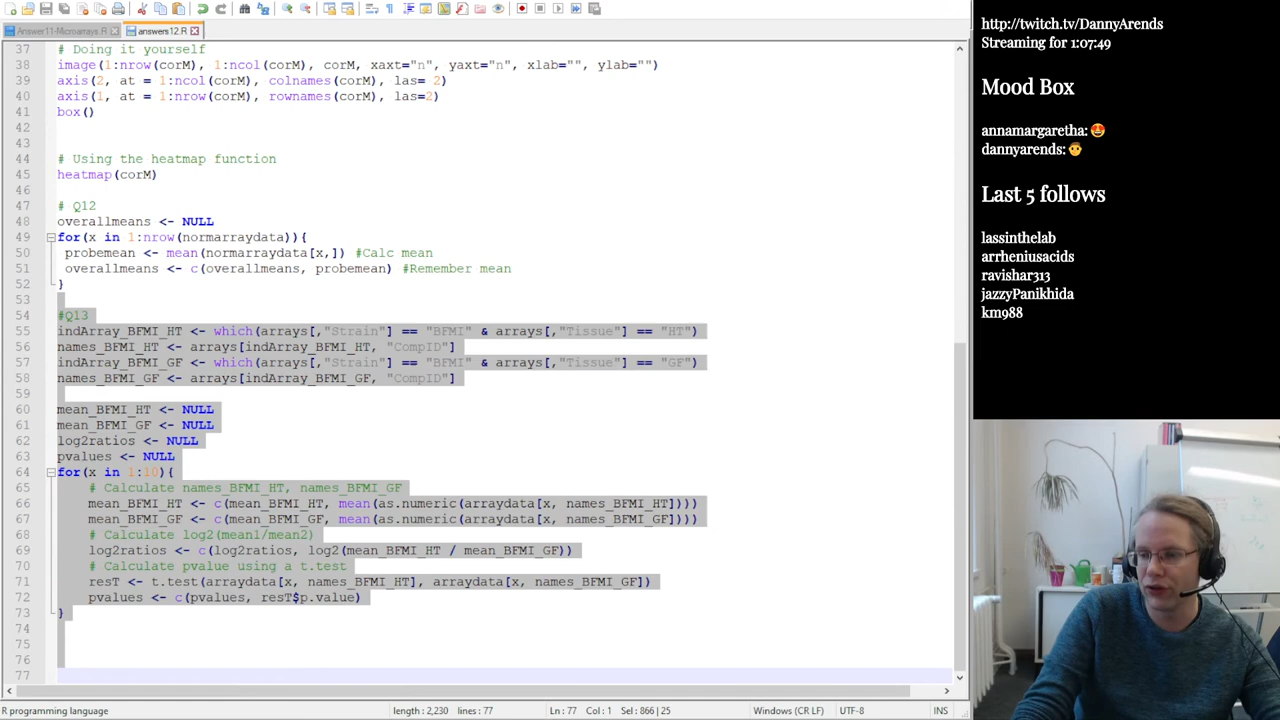 Answer11-Microarrays.R
answers12.R
37 # Doing it yourself
38 image(1:nrow(corM), 1:ncol(corM), corM, xaxt="n", yaxt="n", xlab="", ylab="")
39 axis(2, at = 1:ncol(corM), colnames(corM), las= 2)
40 axis(1, at = 1:nrow(corM), rownames(corM), las=2)
41 box()
42
43
44 # Using the heatmap function
45 heatmap(corM)
46
47 # Q12
48 overallmeans <- NULL
49 for(x in 1:nrow(normarraydata)){
50 probemean <- mean(normarraydata[x,]) #Calc mean
51 overallmeans <- c(overallmeans, probemean) #Remember mean
52 }
53
54 #Q13
55 indArray_BFMI_HT <- which(arrays[,"Strain"] == "BFMI" & arrays[,"Tissue"] == "HT")
56 names_BFMI_HT <- arrays[indArray_BFMI_HT, "CompID"]
57 indArray_BFMI_GF <- which(arrays[,"Strain"] == "BFMI" & arrays[,"Tissue"] == "GF")
58 names_BFMI_GF <- arrays[indArray_BFMI_GF, "CompID"]
59
60 mean_BFMI_HT <- NULL
61 mean_BFMI_GF <- NULL
62 log2ratios <- NULL
63 pvalues <- NULL
64 for(x in 1:10){
65 # Calculate names_BFMI_HT, names_BFMI_GF
66 mean_BFMI_HT <- c(mean_BFMI_HT, mean(as.numeric(arraydata[x, names_BFMI_HT])))
67 mean_BFMI_GF <- c(mean_BFMI_GF, mean(as.numeric(arraydata[x, names_BFMI_GF])))
68 # Calculate log2(mean1/mean2)
69 log2ratios <- c(log2ratios, log2(mean_BFMI_HT / mean_BFMI_GF))
70 # Calculate pvalue using a t.test
71 resT <- t.test(arraydata[x, names_BFMI_HT], arraydata[x, names_BFMI_GF])
72 pvalues <- c(pvalues, resT$p.value)
73 }
74
75
76
77
R programming language
length : 2,230 lines : 77
Ln : 77 Col : 1 Sel : 866 | 25
Windows (CR LF)
UTF-8
INS
http://twitch.tv/DannyArends
Streaming for 1:07:49
Mood Box
annamargaretha: 😍
dannyarends: 👨
Last 5 follows
lassinthelab
arrheniusacids
ravishar313
jazzyPanikhida
km988